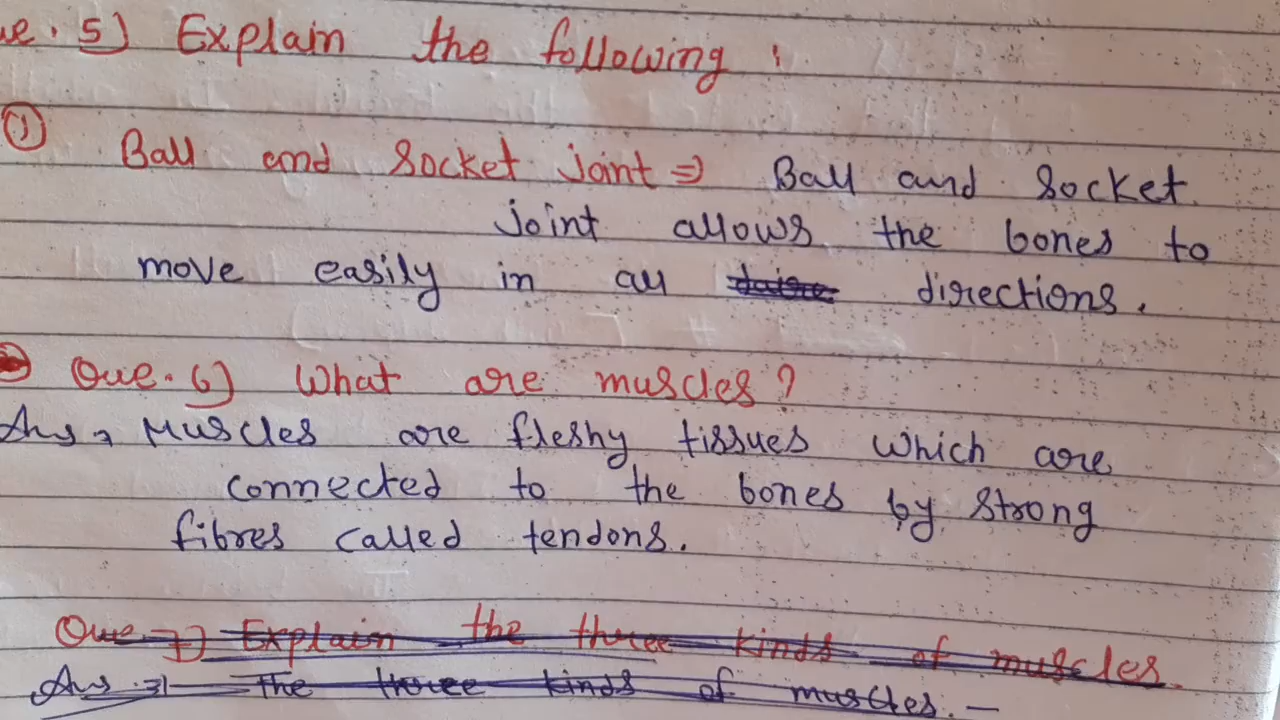 ue. 5) Explain the following :
① Ball and Socket Joint ⇒ Ball and Socket
joint allows the bones to
move easily in all directions.
Que. 6) What are muscles?
Ans → Muscles are fleshy tissues which are
connected to the bones by strong
fibres called tendons.
Que 7) Explain the three kinds of muscles.
Ans ⇒ The three kinds of muscles. —